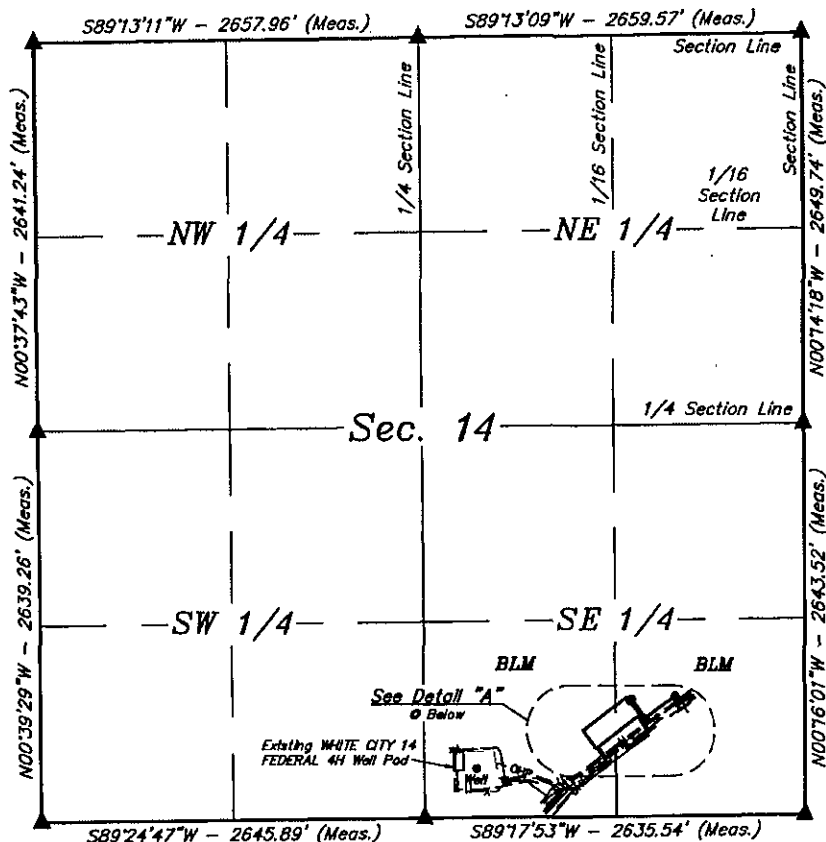 S89°13'11"W - 2657.96' (Meas.)
S89°13'09"W - 2659.57' (Meas.)
Section Line
1/4 Section Line
1/16 Section Line
Section Line
N00°37'43"W - 2641.24' (Meas.)
N00°14'18"W - 2649.74' (Meas.)
1/16
Section
Line
NW 1/4
NE 1/4
1/4 Section Line
Sec. 14
N00°39'29"W - 2639.26' (Meas.)
N00°16'01"W - 2643.52' (Meas.)
SW 1/4
SE 1/4
BLM
BLM
See Detail "A"
@ Below
Existing WHITE CITY 14
FEDERAL 4H Well Pad
Well
OHP
S89°24'47"W - 2645.89' (Meas.)
S89°17'53"W - 2635.54' (Meas.)